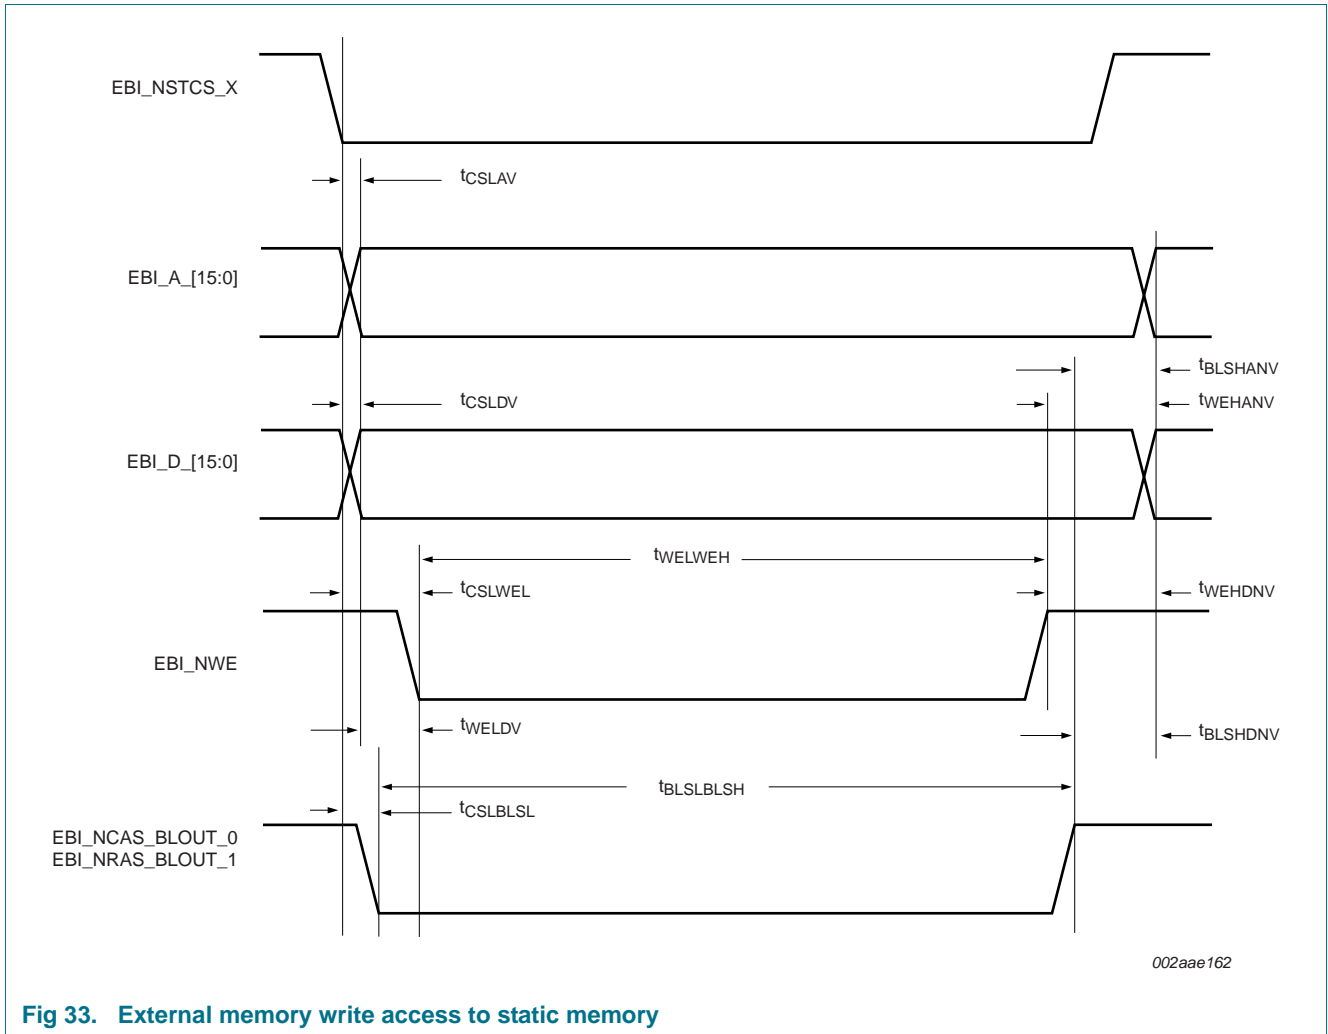 EBI_NSTCS_X
tCSLAV
EBI_A_[15:0]
tBLSHANV
tCSLDV
tWEHANV
EBI_D_[15:0]
tWELWEH
tCSLWEL
tWEHDNV
EBI_NWE
tWELDV
tBLSHDNV
tBLSLBLSH
tCSLBLSL
EBI_NCAS_BLOUT_0
EBI_NRAS_BLOUT_1
002aae162
Fig 33. External memory write access to static memory